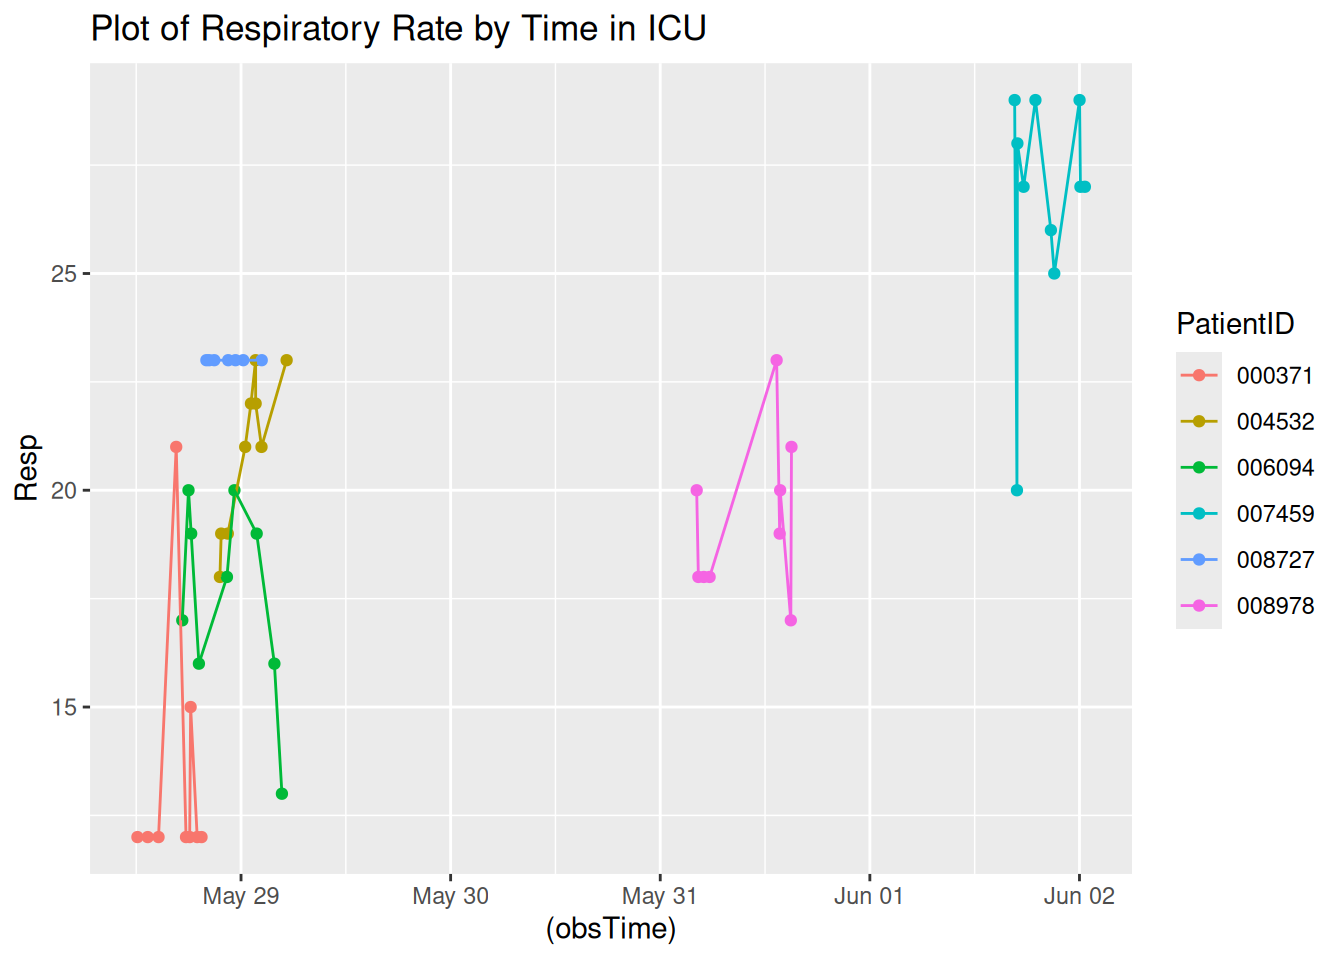 Plot of Respiratory Rate by Time in ICU
Resp
25
20
15
May 29 May 30 May 31 Jun 01 Jun 02
(obsTime)
PatientID
000371
004532
006094
007459
008727
008978